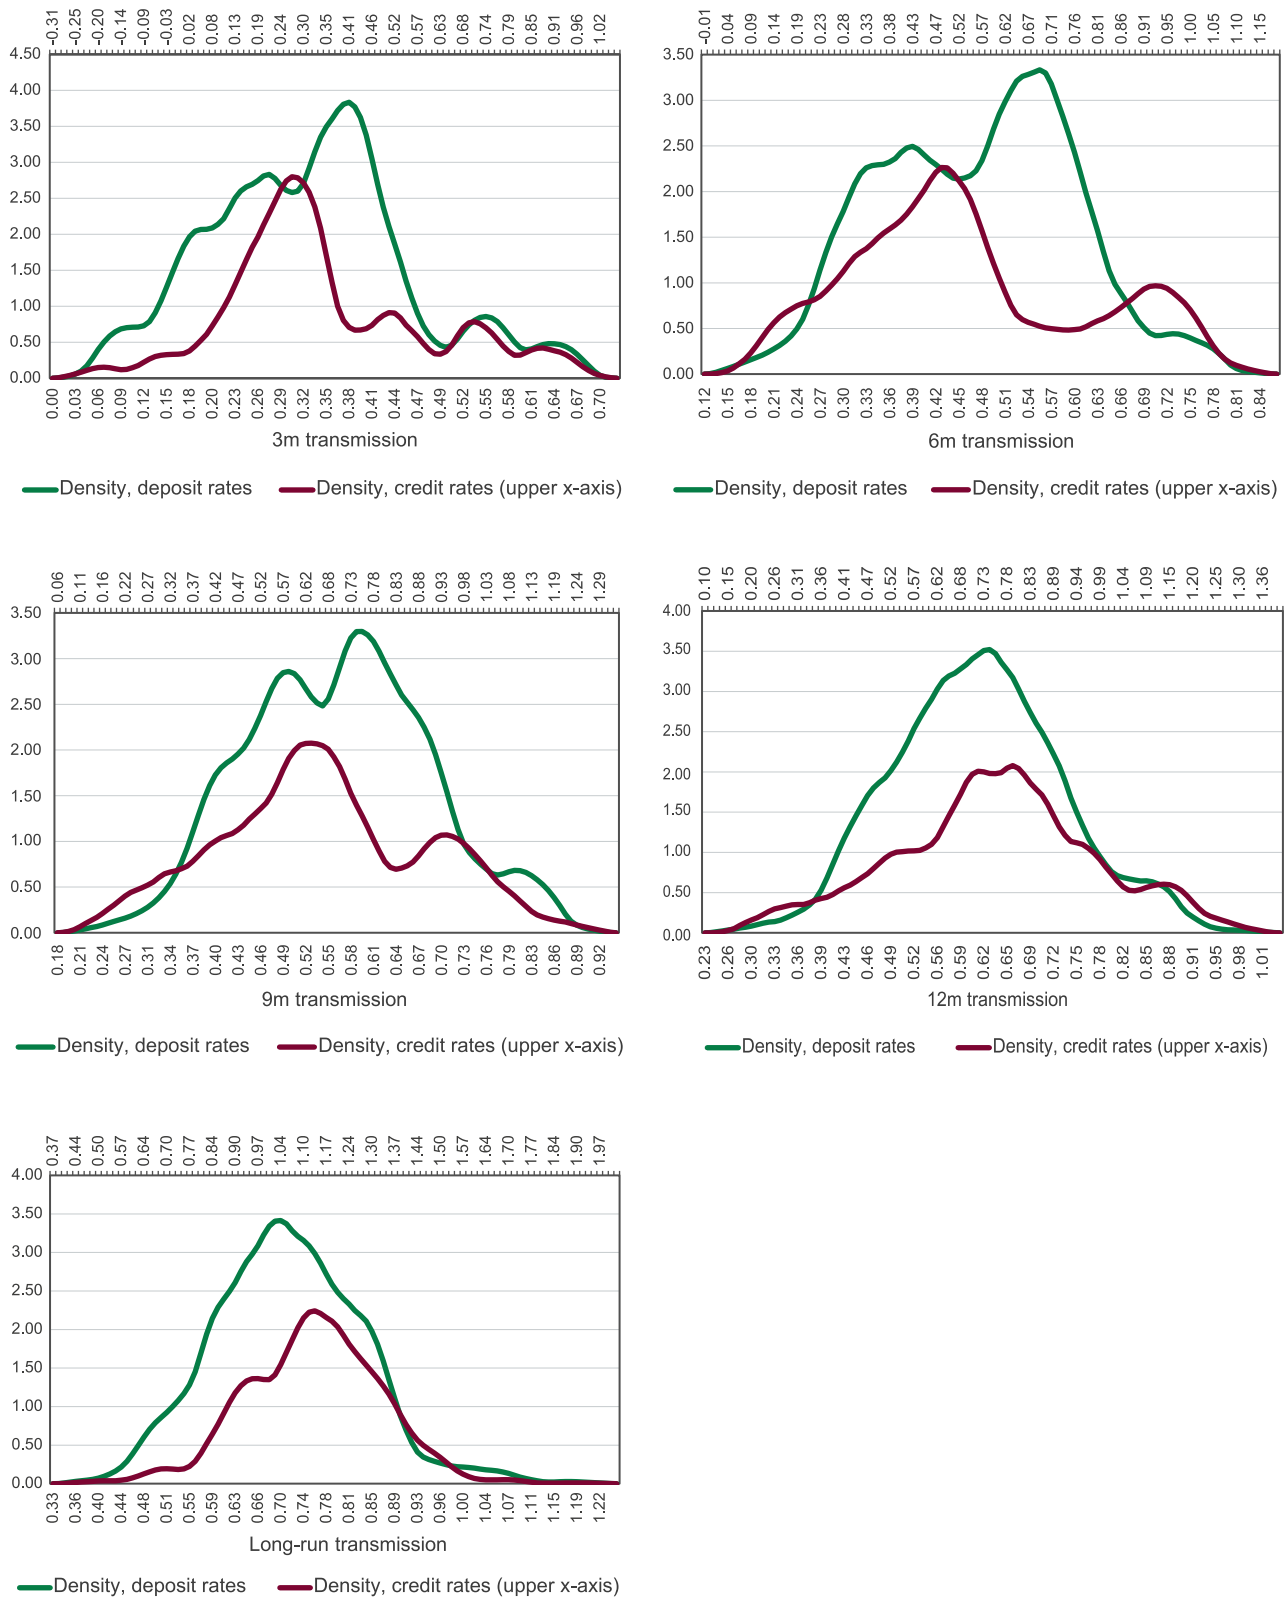 -0.31 -0.25 -0.20 -0.14 -0.09 -0.03 0.02 0.08 0.13 0.19 0.24 0.30 0.35 0.41 0.46 0.52 0.57 0.63 0.68 0.74 0.79 0.85 0.91 0.96 1.02
4.50
4.00
3.50
3.00
2.50
2.00
1.50
1.00
0.50
0.00
0.00 0.03 0.06 0.09 0.12 0.15 0.18 0.20 0.23 0.26 0.29 0.32 0.35 0.38 0.41 0.44 0.47 0.49 0.52 0.55 0.58 0.61 0.64 0.67 0.70
3m transmission
Density, deposit rates Density, credit rates (upper x-axis)
-0.01 0.04 0.09 0.14 0.19 0.23 0.28 0.33 0.38 0.43 0.47 0.52 0.57 0.62 0.67 0.71 0.76 0.81 0.86 0.91 0.95 1.00 1.05 1.10 1.15
3.50
3.00
2.50
2.00
1.50
1.00
0.50
0.00
0.12 0.15 0.18 0.21 0.24 0.27 0.30 0.33 0.36 0.39 0.42 0.45 0.48 0.51 0.54 0.57 0.60 0.63 0.66 0.69 0.72 0.75 0.78 0.81 0.84
6m transmission
Density, deposit rates Density, credit rates (upper x-axis)
0.06 0.11 0.16 0.22 0.27 0.32 0.37 0.42 0.47 0.52 0.57 0.62 0.68 0.73 0.78 0.83 0.88 0.93 0.98 1.03 1.08 1.13 1.19 1.24 1.29
3.50
3.00
2.50
2.00
1.50
1.00
0.50
0.00
0.18 0.21 0.24 0.27 0.31 0.34 0.37 0.40 0.43 0.46 0.49 0.52 0.55 0.58 0.61 0.64 0.67 0.70 0.73 0.76 0.79 0.83 0.86 0.89 0.92
9m transmission
Density, deposit rates Density, credit rates (upper x-axis)
0.10 0.15 0.20 0.26 0.31 0.36 0.41 0.47 0.52 0.57 0.62 0.68 0.73 0.78 0.83 0.89 0.94 0.99 1.04 1.09 1.15 1.20 1.25 1.30 1.36
4.00
3.50
3.00
2.50
2.00
1.50
1.00
0.50
0.00
0.23 0.26 0.30 0.33 0.36 0.39 0.43 0.46 0.49 0.52 0.56 0.59 0.62 0.65 0.69 0.72 0.75 0.78 0.82 0.85 0.88 0.91 0.95 0.98 1.01
12m transmission
Density, deposit rates Density, credit rates (upper x-axis)
0.37 0.44 0.50 0.57 0.64 0.70 0.77 0.84 0.90 0.97 1.04 1.10 1.17 1.24 1.30 1.37 1.44 1.50 1.57 1.64 1.70 1.77 1.84 1.90 1.97
4.00
3.50
3.00
2.50
2.00
1.50
1.00
0.50
0.00
0.33 0.36 0.40 0.44 0.48 0.51 0.55 0.59 0.63 0.66 0.70 0.74 0.78 0.81 0.85 0.89 0.93 0.96 1.00 1.04 1.07 1.11 1.15 1.19 1.22
Long-run transmission
Density, deposit rates Density, credit rates (upper x-axis)